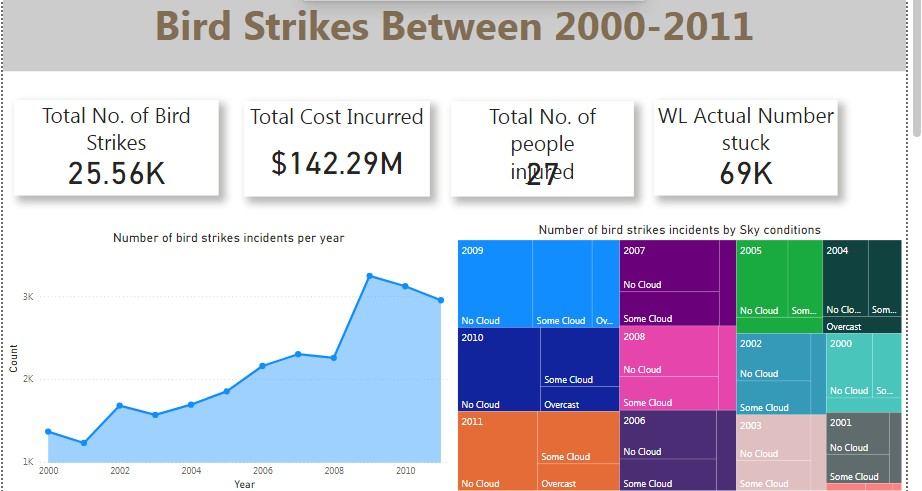 Bird Strikes Between 2000-2011
Total No. of Bird
Strikes
25.56K
Total Cost Incurred
$142.29M
Total No. of
people
injured
27
WL Actual Number
stuck
69K
Number of bird strikes incidents per year
3K
2K
1K
Count
2000
2002
2004
2006
2008
2010
Year
Number of bird strikes incidents by Sky conditions
2009
No Cloud
Some Cloud
Ov...
2010
No Cloud
Some Cloud
Overcast
2011
No Cloud
Some Cloud
Overcast
2007
No Cloud
Some Cloud
2008
No Cloud
Some Cloud
2006
No Cloud
Some Cloud
2005
No Cloud
Som...
2002
No Cloud
Some Cloud
2003
No Cloud
Some Cloud
2004
No Clo...
Som...
Overcast
2000
No Cloud
So...
2001
No Cloud
Some Cloud